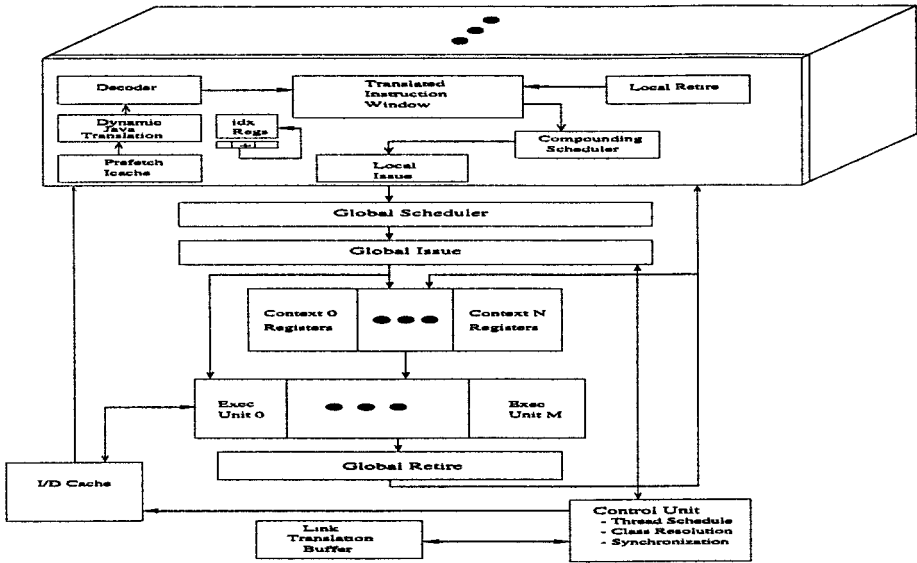 Decoder
Translated
Instruction
Window
Local Retire
Dynamic
Java
Translation
idx
Regs
+
Compounding
Scheduler
Prefetch
Icache
Local
Issue
Global Scheduler
Global Issue
Context 0
Registers
Context N
Registers
Exec
Unit 0
Exec
Unit M
Global Retire
I/D Cache
Control Unit
- Thread Schedule
- Class Resolution
- Synchronization
Link
Translation
Buffer